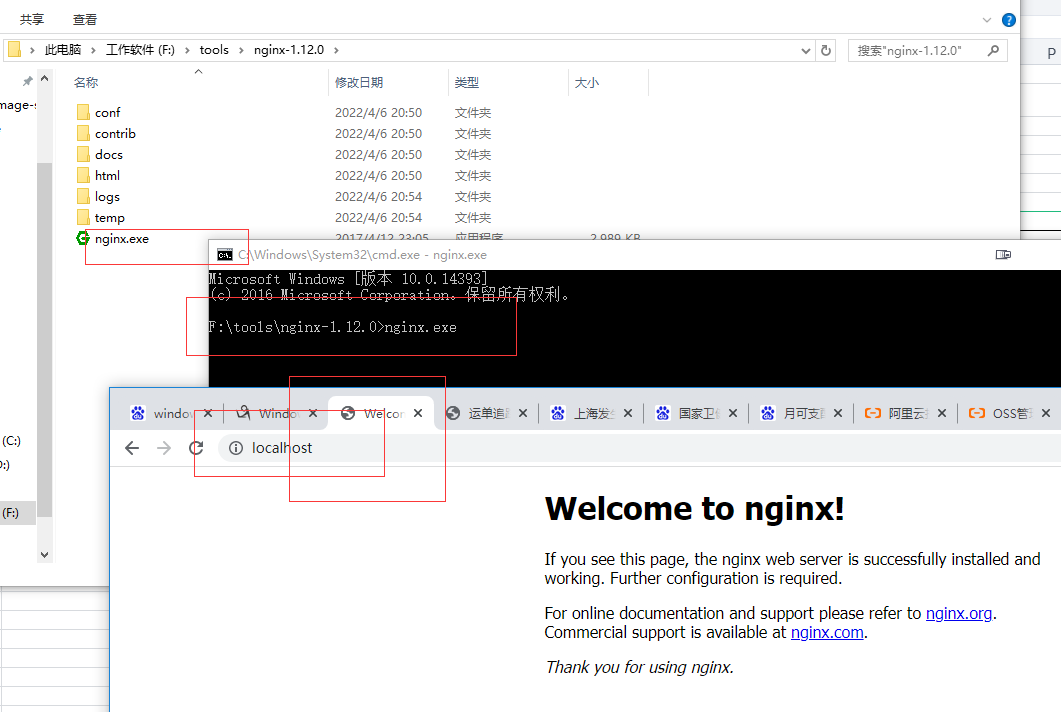 共享 查看
此电脑 > 工作软件 (F:) > tools > nginx-1.12.0 >
搜索"nginx-1.12.0"
P
名称 修改日期 类型 大小
conf 2022/4/6 20:50 文件夹
contrib 2022/4/6 20:50 文件夹
docs 2022/4/6 20:50 文件夹
html 2022/4/6 20:50 文件夹
logs 2022/4/6 20:54 文件夹
temp 2022/4/6 20:54 文件夹
nginx.exe 2017/4/12 23:05 应用程序 2,989 KB
mage-s
(C:)
D:)
(F:)
C:\Windows\System32\cmd.exe - nginx.exe
Microsoft Windows [版本 10.0.14393]
(c) 2016 Microsoft Corporation。保留所有权利。
F:\tools\nginx-1.12.0>nginx.exe
window Windo Welcon 运单追 上海发 国家卫 月可支 阿里云 OSS管
localhost
Welcome to nginx!
If you see this page, the nginx web server is successfully installed and
working. Further configuration is required.
For online documentation and support please refer to nginx.org.
Commercial support is available at nginx.com.
Thank you for using nginx.